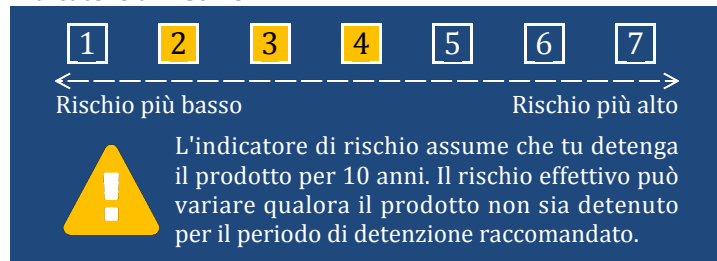 1 2 3 4 5 6 7
Rischio più basso Rischio più alto
L'indicatore di rischio assume che tu detenga
il prodotto per 10 anni. Il rischio effettivo può
variare qualora il prodotto non sia detenuto
per il periodo di detenzione raccomandato.